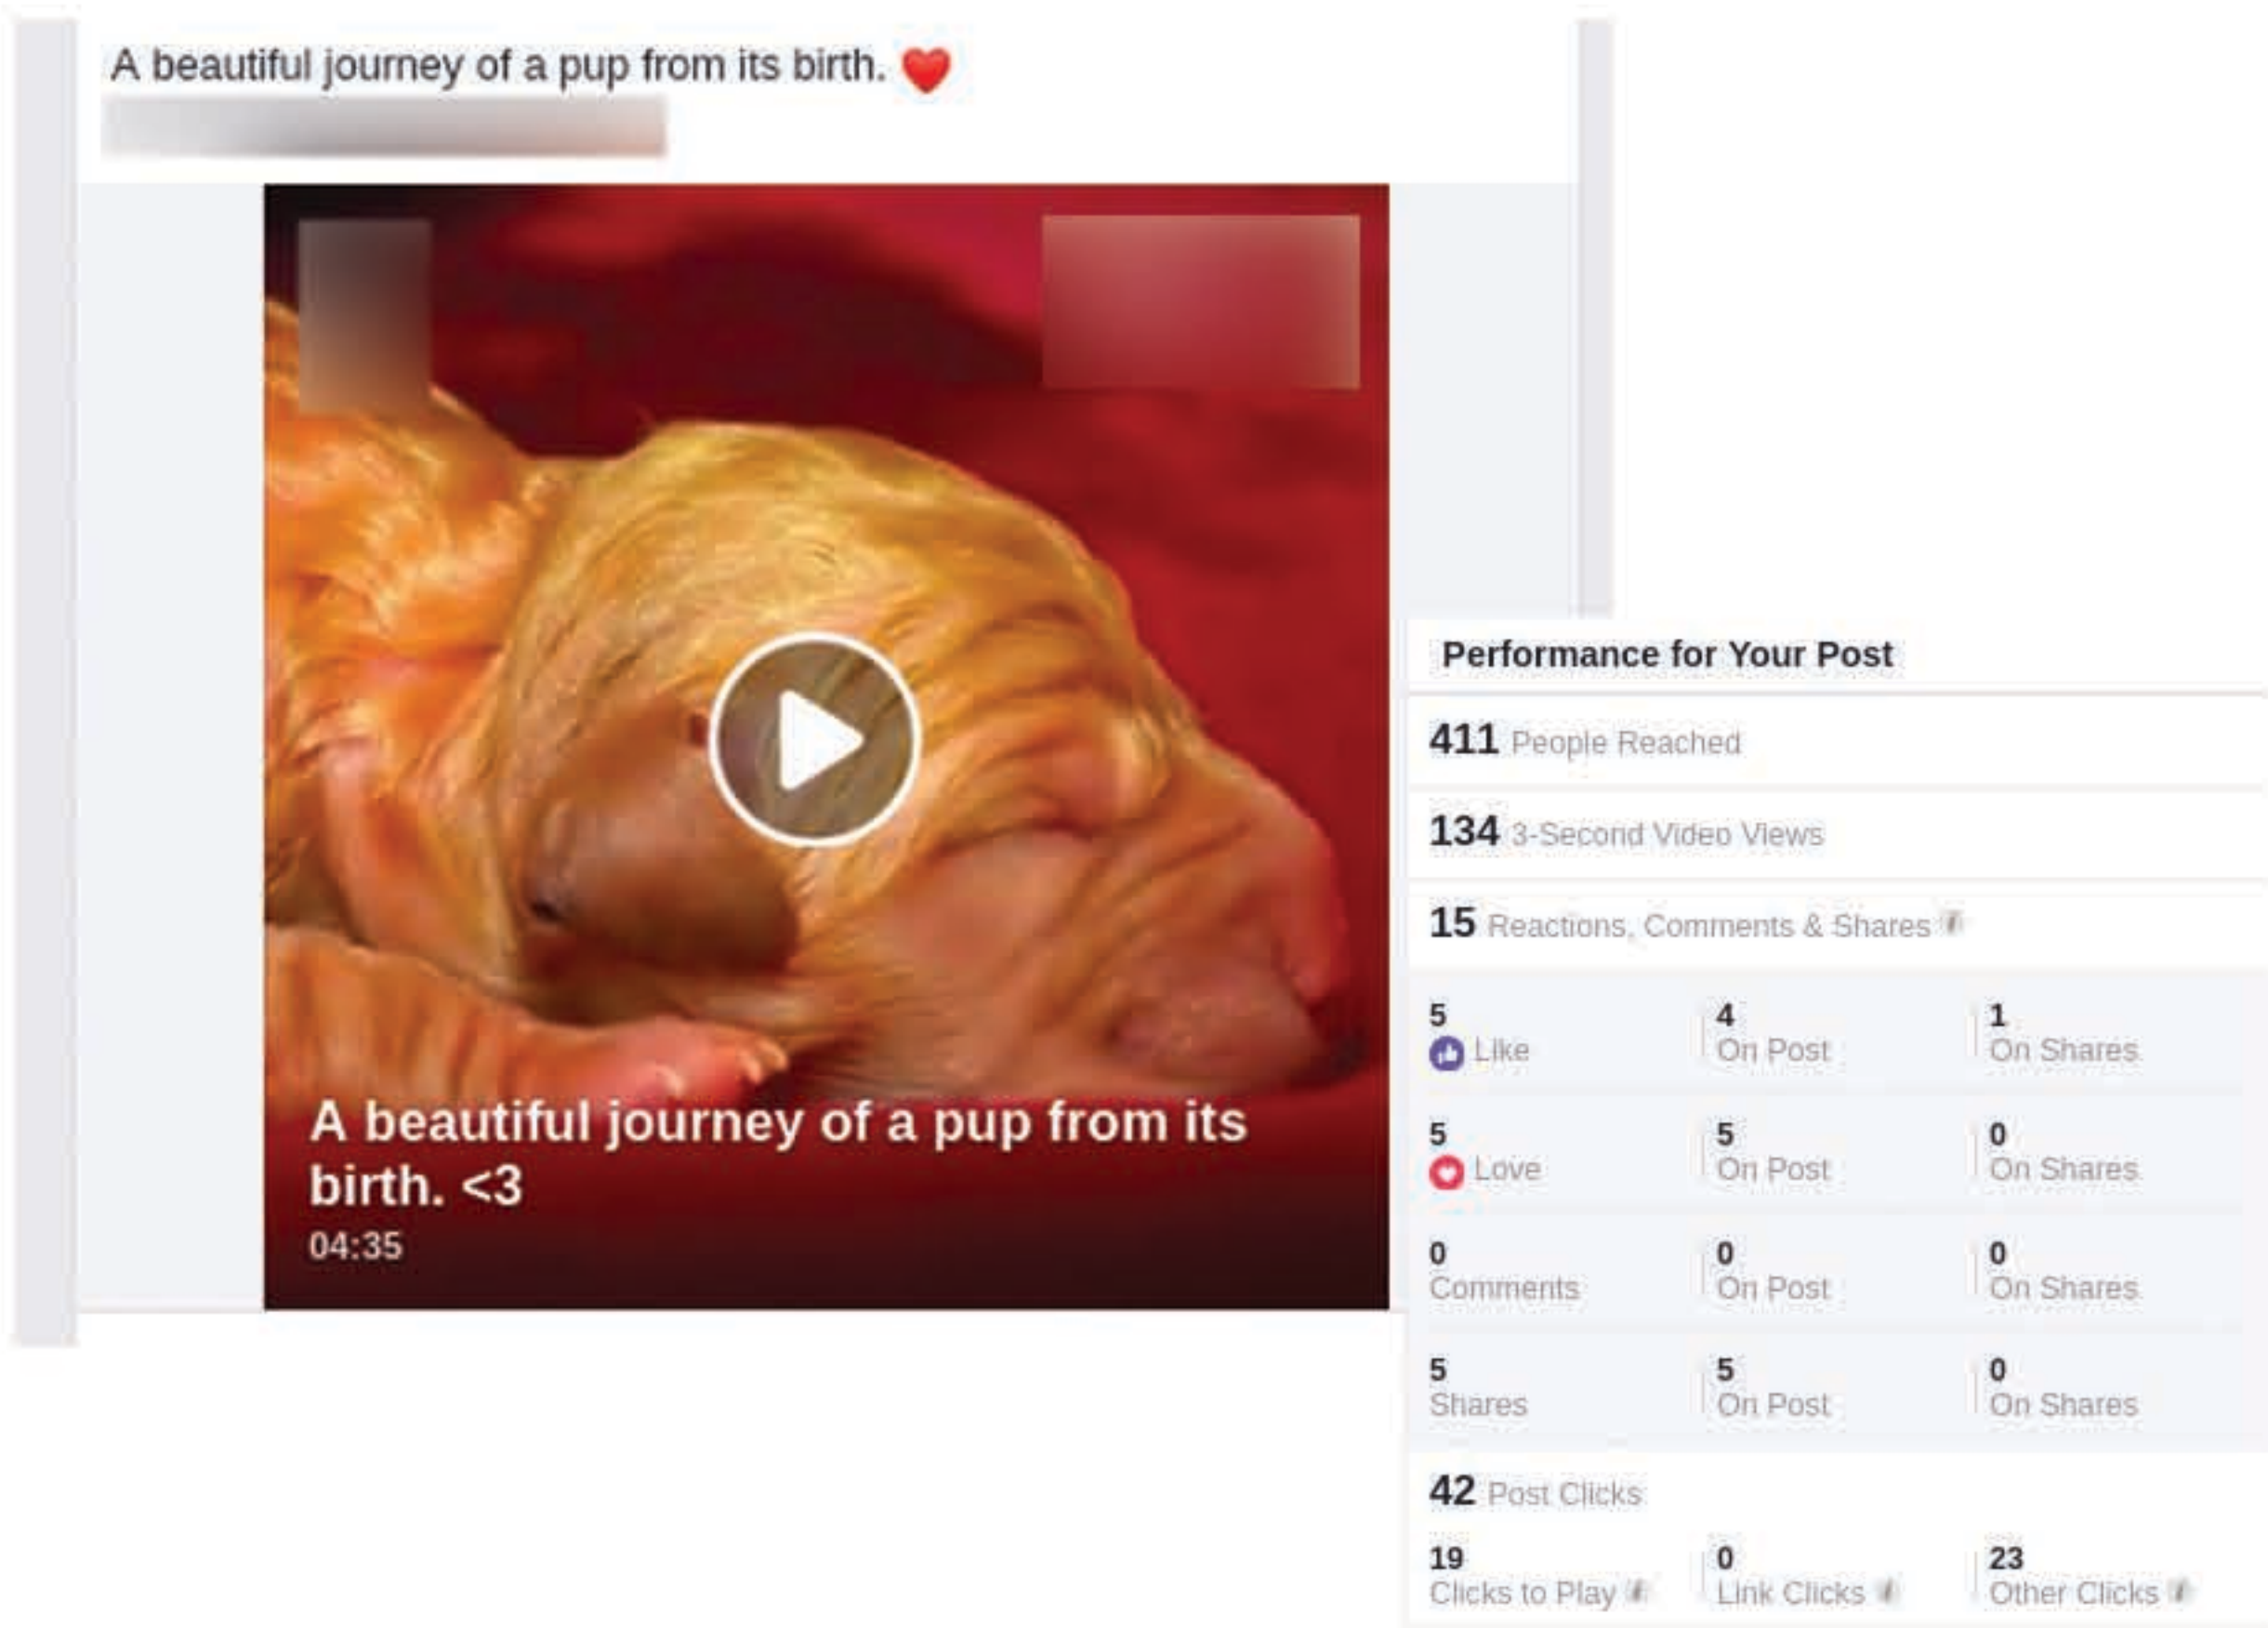 A beautiful journey of a pup from its birth. ❤️
A beautiful journey of a pup from its
birth. <3
04:35
Performance for Your Post
411 People Reached
134 3-Second Video Views
15 Reactions, Comments & Shares
5 4 1
Like On Post On Shares
5 5 0
Love On Post On Shares
0 0 0
Comments On Post On Shares
5 5 0
Shares On Post On Shares
42 Post Clicks
19 0 23
Clicks to Play Link Clicks Other Clicks